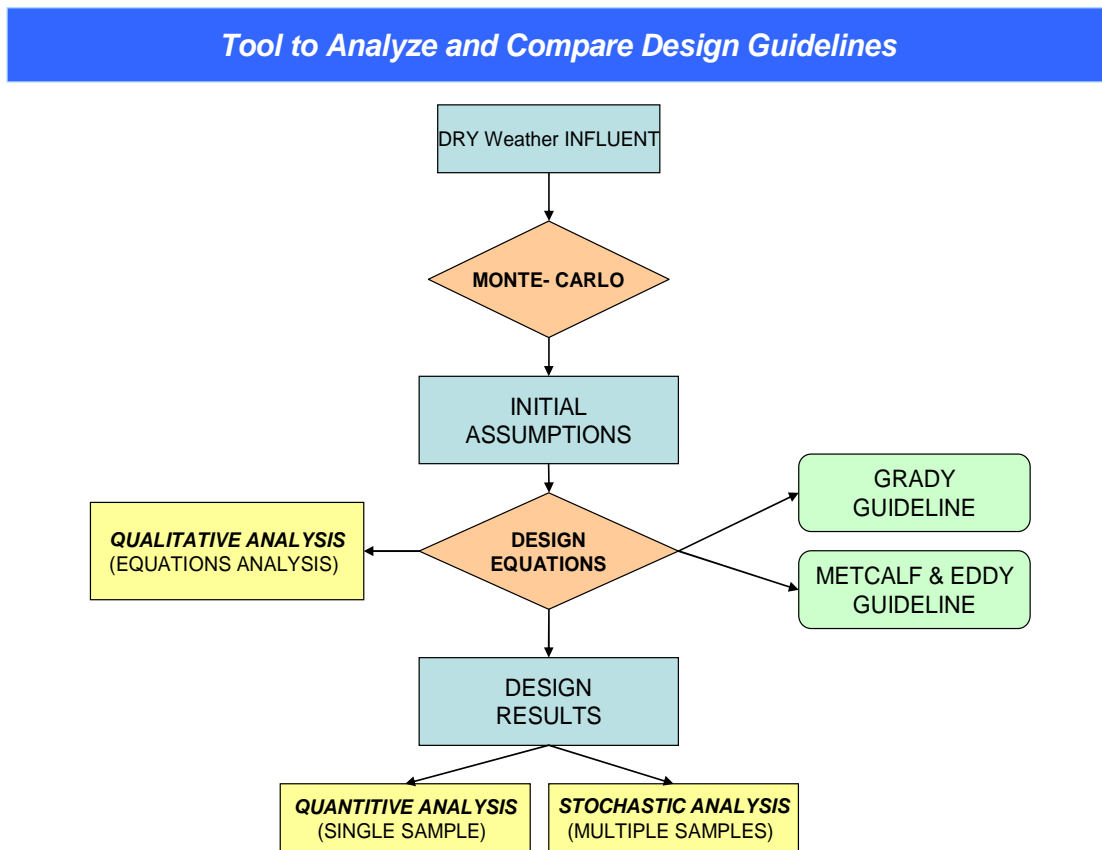 Tool to Analyze and Compare Design Guidelines
DRY Weather INFLUENT
MONTE- CARLO
INITIAL
ASSUMPTIONS
GRADY
GUIDELINE
QUALITATIVE ANALYSIS
(EQUATIONS ANALYSIS)
DESIGN
EQUATIONS
METCALF & EDDY
GUIDELINE
DESIGN
RESULTS
QUANTITIVE ANALYSIS
(SINGLE SAMPLE)
STOCHASTIC ANALYSIS
(MULTIPLE SAMPLES)